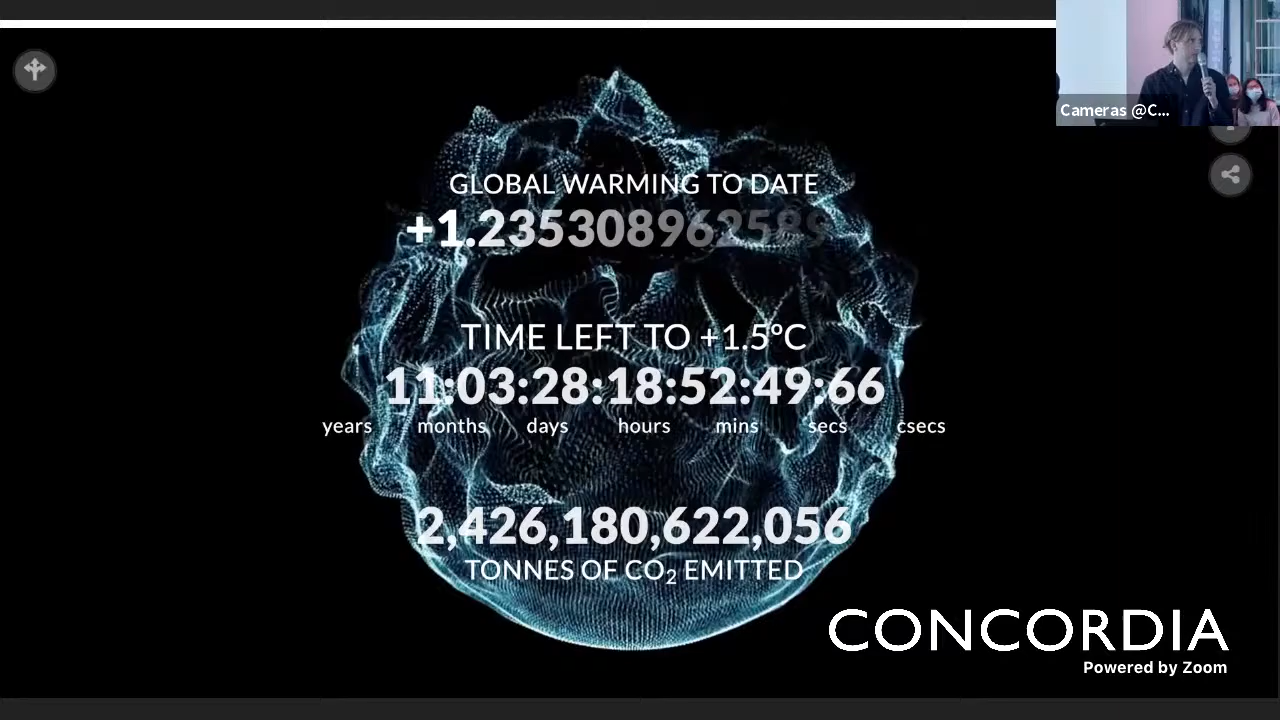 Cameras @C...
GLOBAL WARMING TO DATE
+1.235308962589
TIME LEFT TO +1.5ºC
11:03:28:18:52:49:66
years months days hours mins secs csecs
2,426,180,622,056
TONNES OF CO₂ EMITTED
CONCORDIA
Powered by Zoom